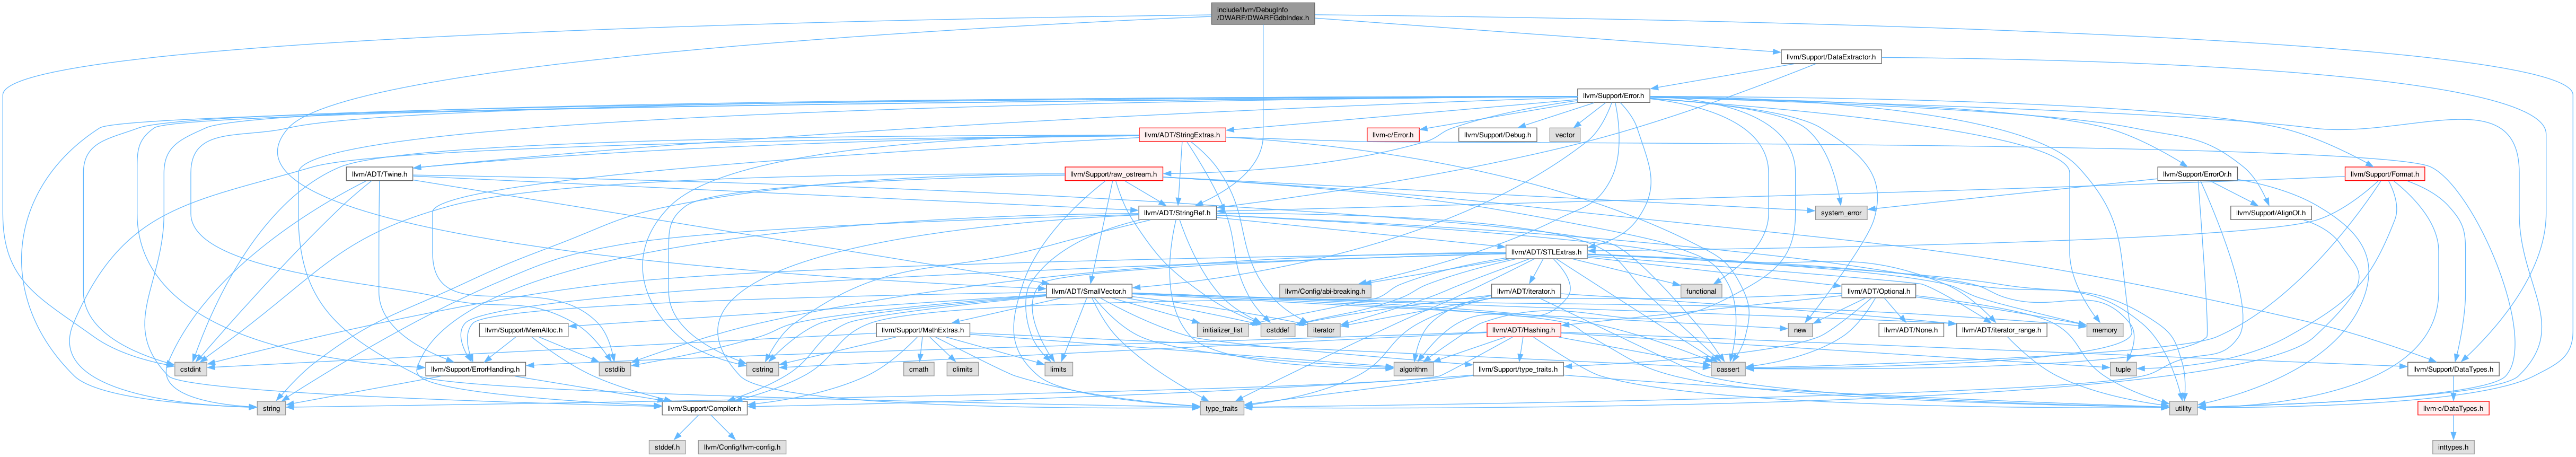 include/llvm/DebugInfo
/DWARF/DWARFGdbIndex.h
llvm/Support/DataExtractor.h
llvm/Support/Error.h
llvm/ADT/StringExtras.h
llvm-c/Error.h
llvm/Support/Debug.h
vector
llvm/ADT/Twine.h
llvm/Support/raw_ostream.h
llvm/Support/ErrorOr.h
llvm/Support/Format.h
llvm/ADT/StringRef.h
system_error
llvm/Support/AlignOf.h
llvm/ADT/STLExtras.h
llvm/Config/abi-breaking.h
functional
llvm/ADT/SmallVector.h
llvm/ADT/iterator.h
llvm/ADT/Optional.h
llvm/Support/MemAlloc.h
llvm/Support/MathExtras.h
initializer_list
cstddef
iterator
llvm/ADT/Hashing.h
new
llvm/ADT/None.h
llvm/ADT/iterator_range.h
memory
cstdint
llvm/Support/ErrorHandling.h
cstdlib
cstring
cmath
climits
limits
algorithm
llvm/Support/type_traits.h
cassert
tuple
llvm/Support/DataTypes.h
string
llvm/Support/Compiler.h
type_traits
utility
llvm-c/DataTypes.h
stddef.h
llvm/Config/llvm-config.h
inttypes.h